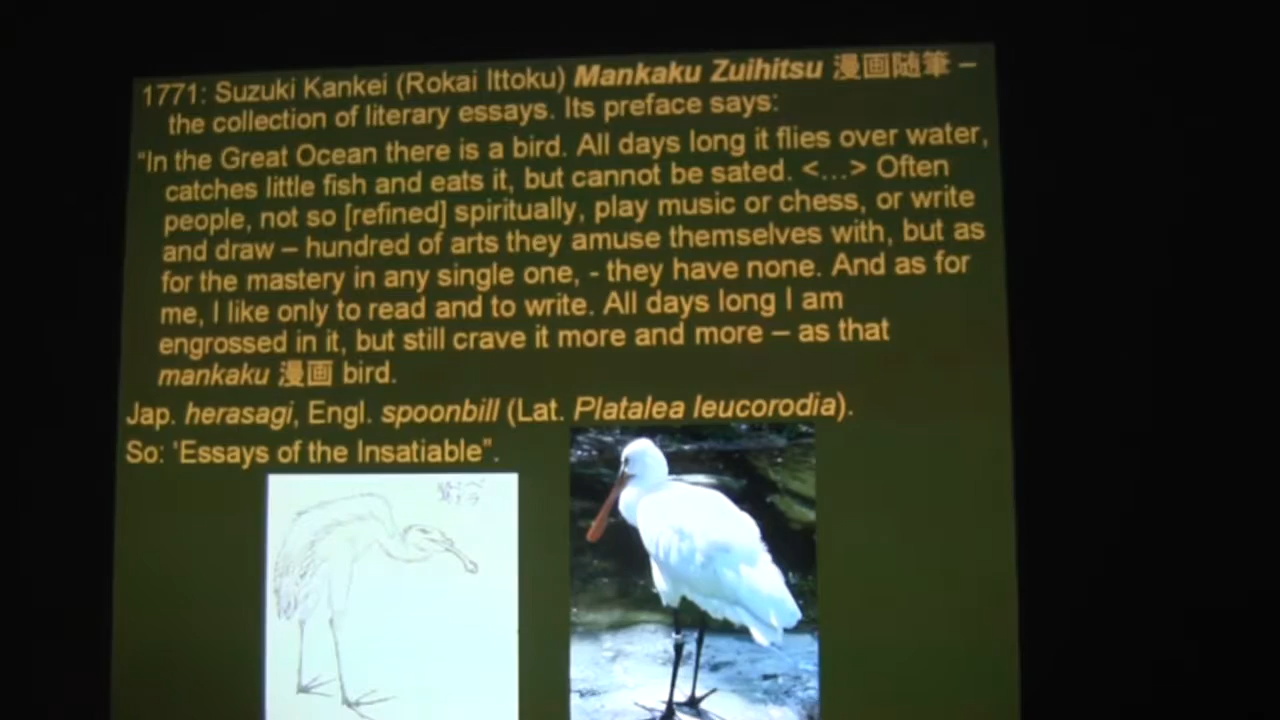 1771: Suzuki Kankei (Rokai Ittoku) Mankaku Zuihitsu 漫画随筆 –
the collection of literary essays. Its preface says:
“In the Great Ocean there is a bird. All days long it flies over water,
catches little fish and eats it, but cannot be sated. <...> Often
people, not so [refined] spiritually, play music or chess, or write
and draw – hundred of arts they amuse themselves with, but as
for the mastery in any single one, - they have none. And as for
me, I like only to read and to write. All days long I am
engrossed in it, but still crave it more and more – as that
mankaku 漫画 bird.
Jap. herasagi, Engl. spoonbill (Lat. Platalea leucorodia).
So: 'Essays of the Insatiable”.